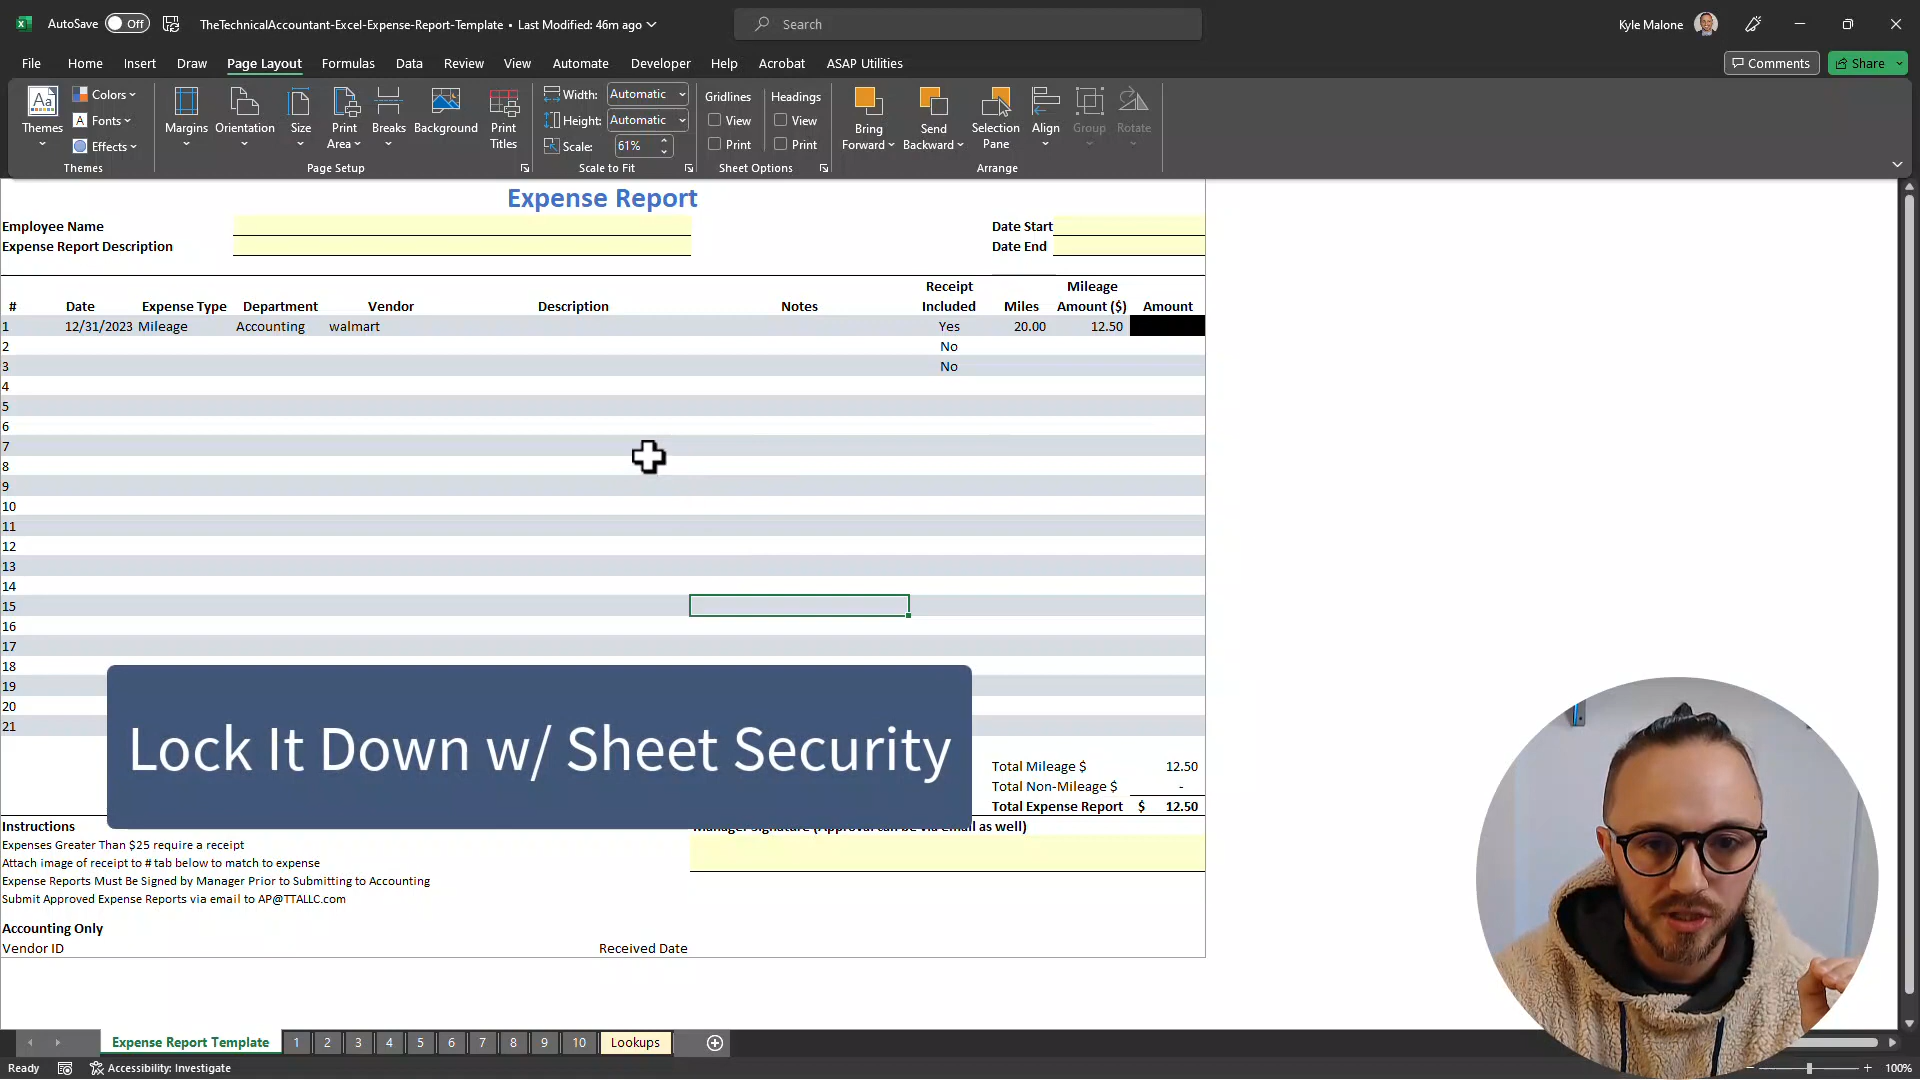 AutoSave Off TheTechnicalAccountant-Excel-Expense-Report-Template • Last Modified: 46m ago Search Kyle Malone
File Home Insert Draw Page Layout Formulas Data Review View Automate Developer Help Acrobat ASAP Utilities Comments Share
Aa Themes Colors Fonts Effects
Themes
Margins Orientation Size Print Area Breaks Background Print Titles
Page Setup
Width: Automatic
Height: Automatic
Scale: 61%
Scale to Fit
Gridlines Headings
View View
Print Print
Sheet Options
Bring Forward Send Backward Selection Pane Align Group Rotate
Arrange
Expense Report
Employee Name Date Start
Expense Report Description Date End
Receipt Mileage
# Date Expense Type Department Vendor Description Notes Included Miles Amount ($) Amount
1 12/31/2023 Mileage Accounting walmart Yes 20.00 12.50
2 No
3 No
4
5
6
7
8
9
10
11
12
13
14
15
16
17
18
19
20
21
Lock It Down w/ Sheet Security
Total Mileage $ 12.50
Total Non-Mileage $ -
Total Expense Report $ 12.50
Instructions Manager Signature (Approval can be via email as well)
Expenses Greater Than $25 require a receipt
Attach image of receipt to # tab below to match to expense
Expense Reports Must Be Signed by Manager Prior to Submitting to Accounting
Submit Approved Expense Reports via email to AP@TTALLC.com
Accounting Only
Vendor ID Received Date
Expense Report Template 1 2 3 4 5 6 7 8 9 10 Lookups
Ready Accessibility: Investigate 100%